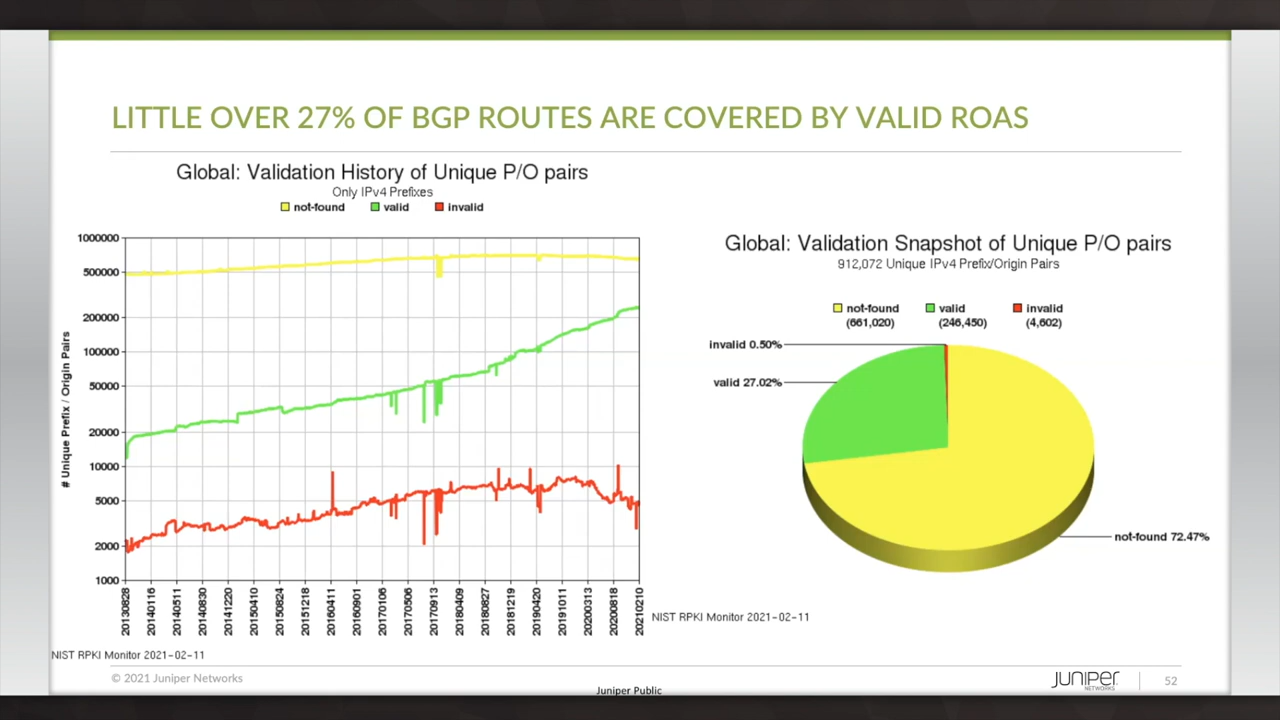 LITTLE OVER 27% OF BGP ROUTES ARE COVERED BY VALID ROAS
Global: Validation History of Unique P/O pairs
Only IPv4 Prefixes
not-found valid invalid
# Unique Prefix / Origin Pairs
1000000
500000
200000
100000
50000
20000
10000
5000
2000
1000
20130828
20140116
20140511
20140830
20141220
20150410
20150824
20151218
20160411
20160901
20170106
20170506
20170913
20180409
20180827
20181219
20190420
20191011
20200313
20200818
20210210
NIST RPKI Monitor 2021-02-11
Global: Validation Snapshot of Unique P/O pairs
912,072 Unique IPv4 Prefix/Origin Pairs
not-found valid invalid
(661,020) (246,450) (4,602)
invalid 0.50%
valid 27.02%
not-found 72.47%
NIST RPKI Monitor 2021-02-11
© 2021 Juniper Networks
Juniper Public
JUNIPER
NETWORKS
52